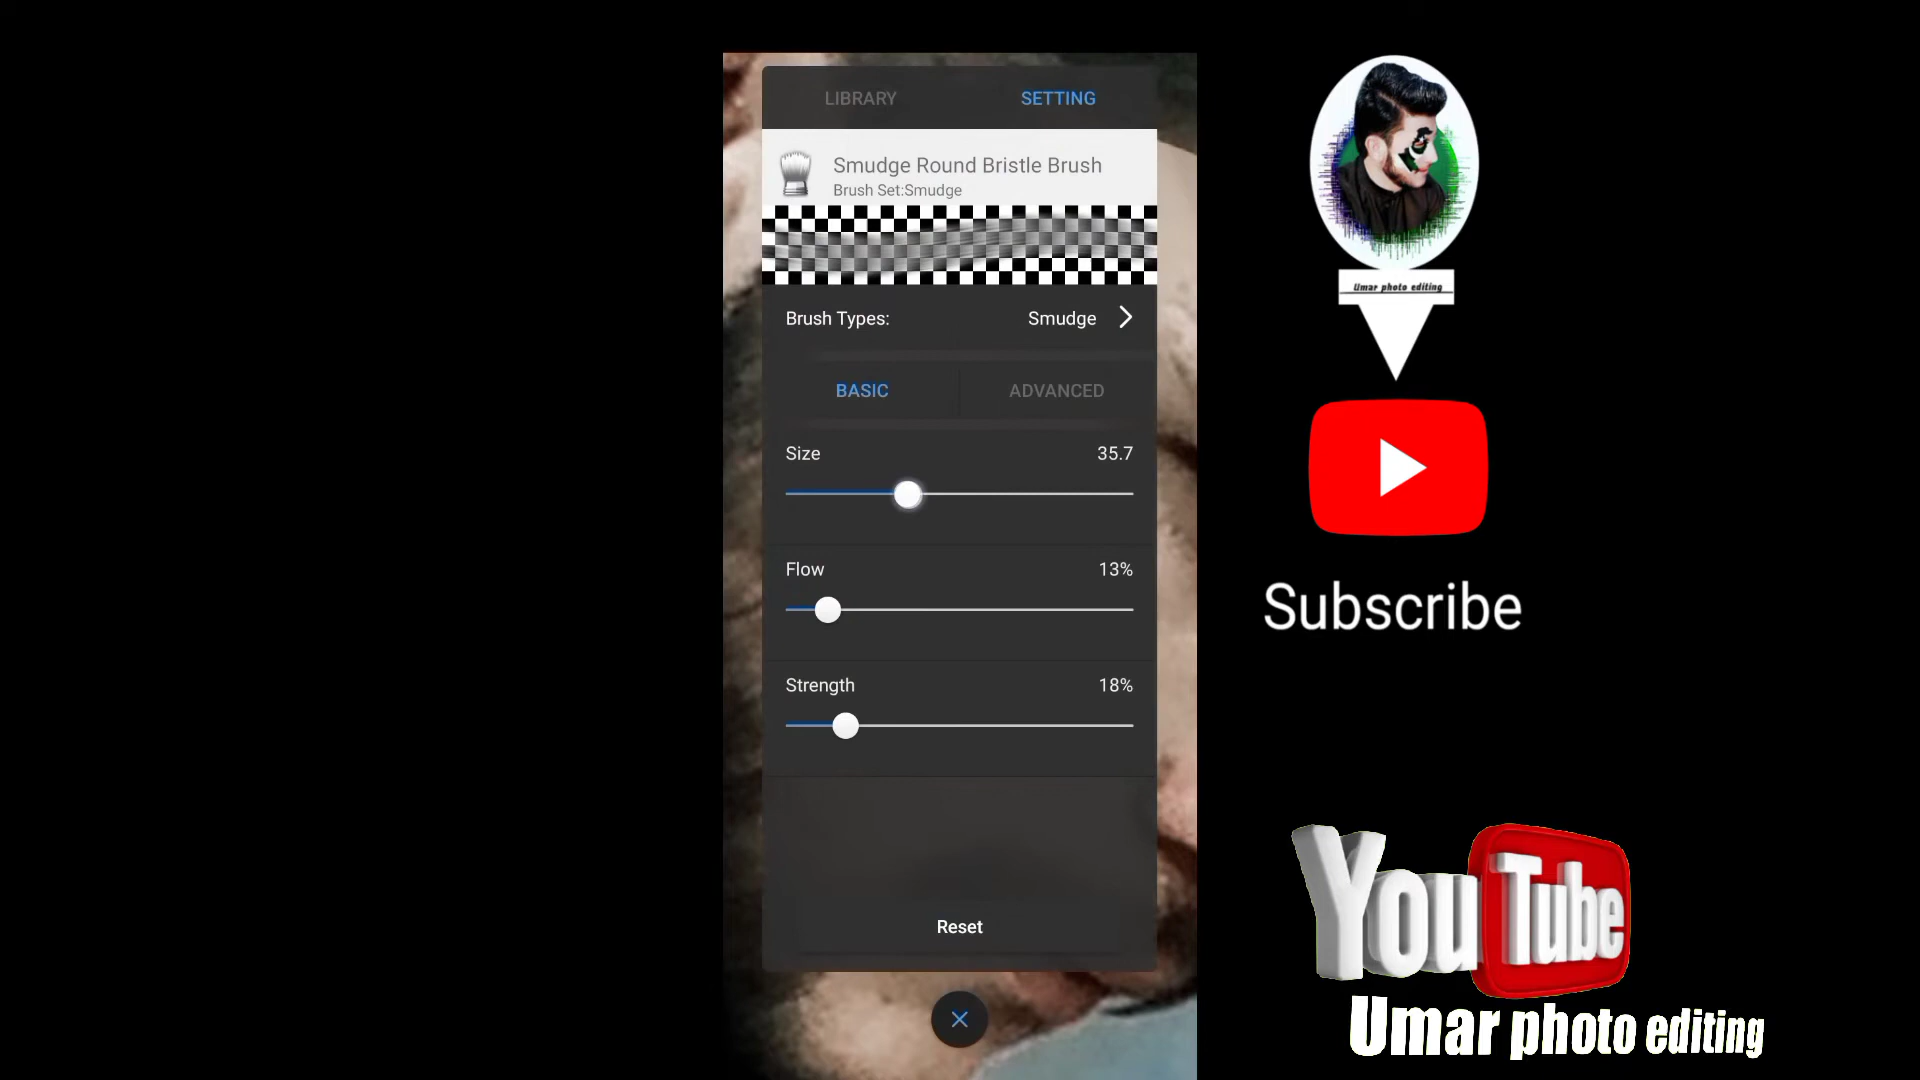 LIBRARY SETTING
Smudge Round Bristle Brush
Brush Set:Smudge
Brush Types: Smudge
BASIC ADVANCED
Size 35.7
Flow 13%
Strength 18%
Reset
Umar photo editing
Subscribe
YouTube
Umar photo editing